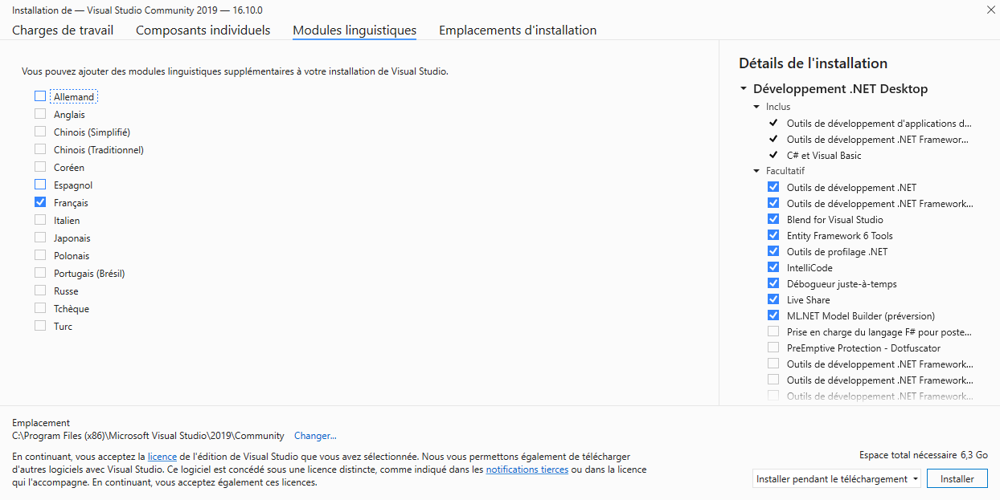 Installation de — Visual Studio Community 2019 — 16.10.0
Charges de travail Composants individuels Modules linguistiques Emplacements d'installation
Vous pouvez ajouter des modules linguistiques supplémentaires à votre installation de Visual Studio.
Allemand
Anglais
Chinois (Simplifié)
Chinois (Traditionnel)
Coréen
Espagnol
Français
Italien
Japonais
Polonais
Portugais (Brésil)
Russe
Tchèque
Turc
Détails de l'installation
Développement .NET Desktop
Inclus
Outils de développement d'applications d...
Outils de développement .NET Framewor...
C# et Visual Basic
Facultatif
Outils de développement .NET
Outils de développement .NET Framework...
Blend for Visual Studio
Entity Framework 6 Tools
Outils de profilage .NET
IntelliCode
Débogueur juste-à-temps
Live Share
ML.NET Model Builder (préversion)
Prise en charge du langage F# pour poste...
PreEmptive Protection - Dotfuscator
Outils de développement .NET Framework...
Outils de développement .NET Framework...
Outils de développement .NET Framework...
Emplacement
C:\Program Files (x86)\Microsoft Visual Studio\2019\Community Changer...
En continuant, vous acceptez la licence de l'édition de Visual Studio que vous avez sélectionnée. Nous vous permettons également de télécharger
d'autres logiciels avec Visual Studio. Ce logiciel est concédé sous une licence distincte, comme indiqué dans les notifications tierces ou dans la licence
qui l'accompagne. En continuant, vous acceptez également ces licences.
Espace total nécessaire 6,3 Go
Installer pendant le téléchargement Installer